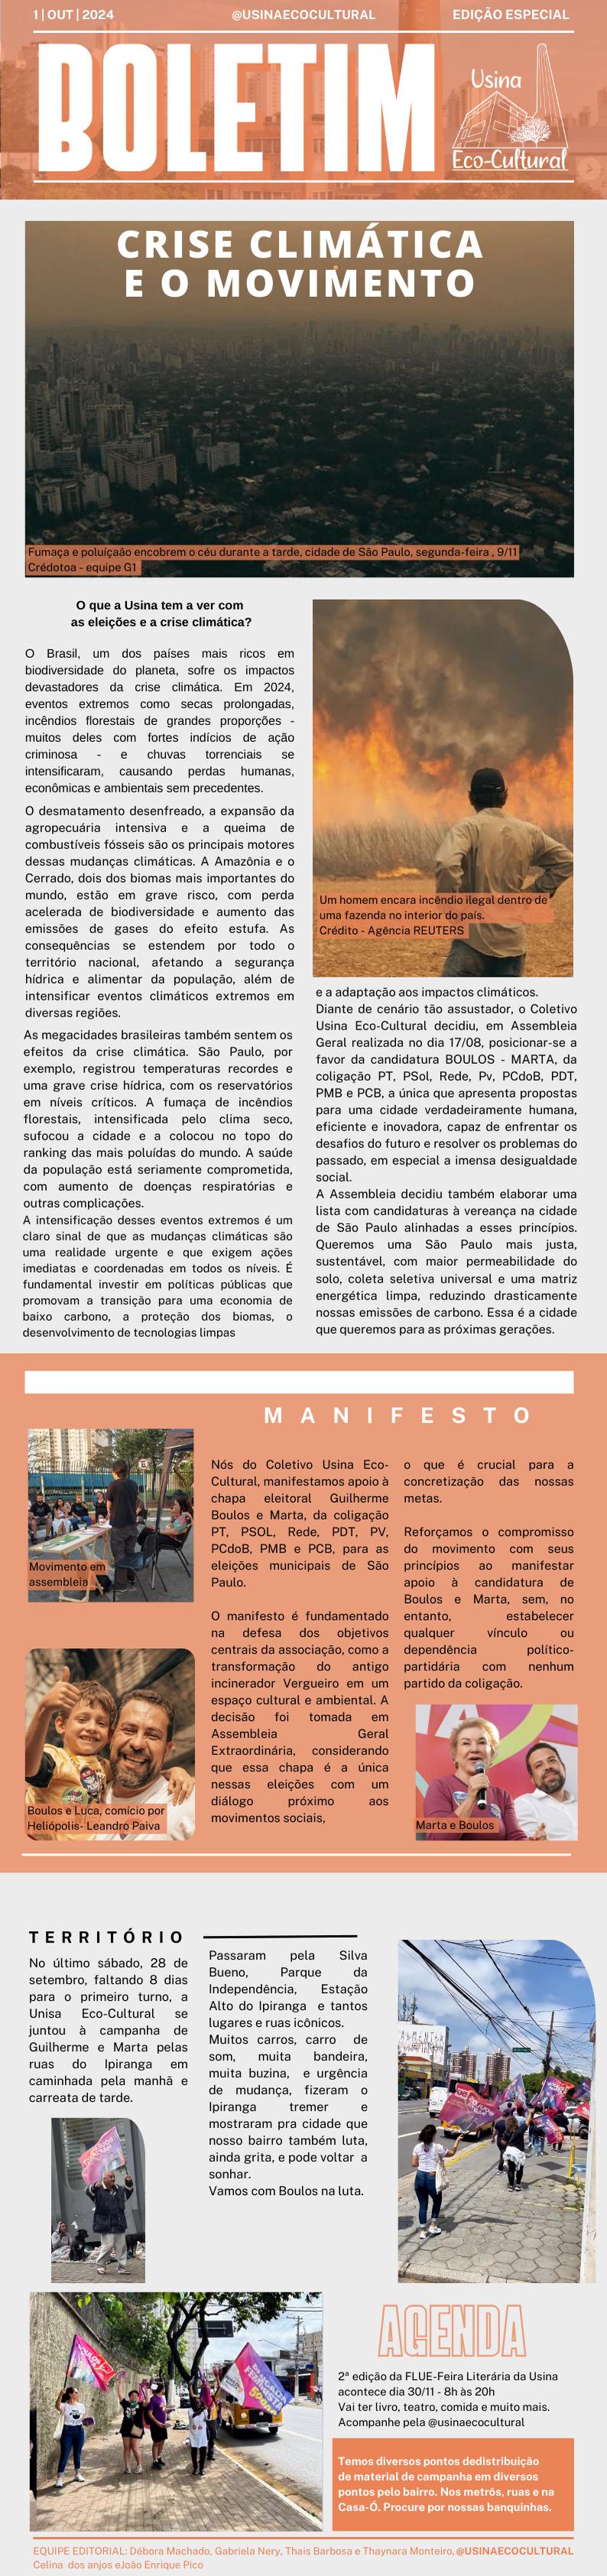 1 | OUT | 2024
@USINAECOCULTURAL
EDIÇÃO ESPECIAL
BOLETIM
Usina
Eco-Cultural
CRISE CLIMÁTICA
E O MOVIMENTO
Fumaça e poluíçaão encobrem o céu durante a tarde, cidade de São Paulo, segunda-feira , 9/11
Crédotoa - equipe G1
O que a Usina tem a ver com
as eleições e a crise climática?
O Brasil, um dos países mais ricos em
biodiversidade do planeta, sofre os impactos
devastadores da crise climática. Em 2024,
eventos extremos como secas prolongadas,
incêndios florestais de grandes proporções -
muitos deles com fortes indícios de ação
criminosa - e chuvas torrenciais se
intensificaram, causando perdas humanas,
econômicas e ambientais sem precedentes.
O desmatamento desenfreado, a expansão da
agropecuária intensiva e a queima de
combustíveis fósseis são os principais motores
dessas mudanças climáticas. A Amazônia e o
Cerrado, dois dos biomas mais importantes do
mundo, estão em grave risco, com perda
acelerada de biodiversidade e aumento das
emissões de gases do efeito estufa. As
consequências se estendem por todo o
território nacional, afetando a segurança
hídrica e alimentar da população, além de
intensificar eventos climáticos extremos em
diversas regiões.
As megacidades brasileiras também sentem os
efeitos da crise climática. São Paulo, por
exemplo, registrou temperaturas recordes e
uma grave crise hídrica, com os reservatórios
em níveis críticos. A fumaça de incêndios
florestais, intensificada pelo clima seco,
sufocou a cidade e a colocou no topo do
ranking das mais poluídas do mundo. A saúde
da população está seriamente comprometida,
com aumento de doenças respiratórias e
outras complicações.
A intensificação desses eventos extremos é um
claro sinal de que as mudanças climáticas são
uma realidade urgente e que exigem ações
imediatas e coordenadas em todos os níveis. É
fundamental investir em políticas públicas que
promovam a transição para uma economia de
baixo carbono, a proteção dos biomas, o
desenvolvimento de tecnologias limpas
Um homem encara incêndio ilegal dentro de
uma fazenda no interior do país.
Crédito - Agência REUTERS
e a adaptação aos impactos climáticos.
Diante de cenário tão assustador, o Coletivo
Usina Eco-Cultural decidiu, em Assembleia
Geral realizada no dia 17/08, posicionar-se a
favor da candidatura BOULOS - MARTA, da
coligação PT, PSol, Rede, Pv, PCdoB, PDT,
PMB e PCB, a única que apresenta propostas
para uma cidade verdadeiramente humana,
eficiente e inovadora, capaz de enfrentar os
desafios do futuro e resolver os problemas do
passado, em especial a imensa desigualdade
social.
A Assembleia decidiu também elaborar uma
lista com candidaturas à vereança na cidade
de São Paulo alinhadas a esses princípios.
Queremos uma São Paulo mais justa,
sustentável, com maior permeabilidade do
solo, coleta seletiva universal e uma matriz
energética limpa, reduzindo drasticamente
nossas emissões de carbono. Essa é a cidade
que queremos para as próximas gerações.
MANIFESTO
Movimento em
assembleia
Boulos e Luca, comício por
Heliópolis- Leandro Paiva
Nós do Coletivo Usina Eco-
Cultural, manifestamos apoio à
chapa eleitoral Guilherme
Boulos e Marta, da coligação
PT, PSOL, Rede, PDT, PV,
PCdoB, PMB e PCB, para as
eleições municipais de São
Paulo.
O manifesto é fundamentado
na defesa dos objetivos
centrais da associação, como a
transformação do antigo
incinerador Vergueiro em um
espaço cultural e ambiental. A
decisão foi tomada em
Assembleia Geral
Extraordinária, considerando
que essa chapa é a única
nessas eleições com um
diálogo próximo aos
movimentos sociais,
o que é crucial para a
concretização das nossas
metas.
Reforçamos o compromisso
do movimento com seus
princípios ao manifestar
apoio à candidatura de
Boulos e Marta, sem, no
entanto, estabelecer
qualquer vínculo ou
dependência político-
partidária com nenhum
partido da coligação.
Marta e Boulos
TERRITÓRIO
No último sábado, 28 de
setembro, faltando 8 dias
para o primeiro turno, a
Unisa Eco-Cultural se
juntou à campanha de
Guilherme e Marta pelas
ruas do Ipiranga em
caminhada pela manhã e
carreata de tarde.
Passaram pela Silva
Bueno, Parque da
Independência, Estação
Alto do Ipiranga e tantos
lugares e ruas icônicos.
Muitos carros, carro de
som, muita bandeira,
muita buzina, e urgência
de mudança, fizeram o
Ipiranga tremer e
mostraram pra cidade que
nosso bairro também luta,
ainda grita, e pode voltar a
sonhar.
Vamos com Boulos na luta.
AGENDA
2ª edição da FLUE-Feira Literária da Usina
acontece dia 30/11 - 8h às 20h
Vai ter livro, teatro, comida e muito mais.
Acompanhe pela @usinaecocultural
Temos diversos pontos dedistribuição
de material de campanha em diversos
pontos pelo bairro. Nos metrôs, ruas e na
Casa-Ó. Procure por nossas banquinhas.
EQUIPE EDITORIAL: Débora Machado, Gabriela Nery, Thais Barbosa e Thaynara Monteiro, @USINAECOCULTURAL
Celina dos anjos eJoão Enrique Pico